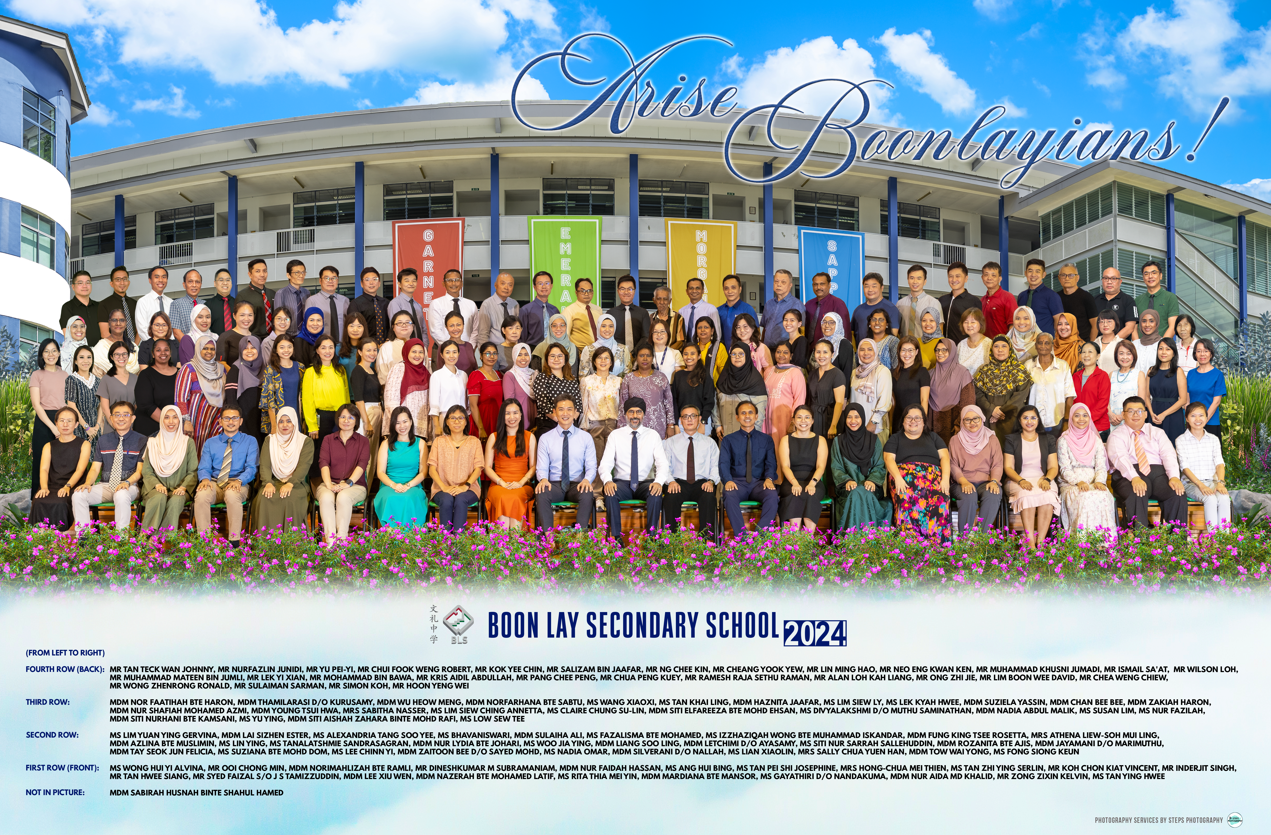 Arise
Boonlayians!
GARNET
EMERA
MORG
SAPP
文礼中学
BLS
BOON LAY SECONDARY SCHOOL 2024
(FROM LEFT TO RIGHT)
FOURTH ROW (BACK): MR TAN TECK WAN JOHNNY, MR NURFAZLIN JUNIDI, MR YU PEI-YI, MR CHUI FOOK WENG ROBERT, MR KOK YEE CHIN, MR SALIZAM BIN JAAFAR, MR NG CHEE KIN, MR CHEANG YOOK YEW, MR LIN MING HAO, MR NEO ENG KWAN KEN, MR MUHAMMAD KHUSNI JUMADI, MR ISMAIL SA'AT, MR WILSON LOH,
MR MUHAMMAD MATEEN BIN JUMLI, MR LEK YI XIAN, MR MOHAMMAD BIN BAWA, MR KRIS AIDIL ABDULLAH, MR PANG CHEE PENG, MR CHUA PENG KUEY, MR RAMESH RAJA SETHU RAMAN, MR ALAN LOH KAH LIANG, MR ONG ZHI JIE, MR LIM BOON WEE DAVID, MR CHEA WENG CHIEW,
MR WONG ZHENRONG RONALD, MR SULAIMAN SARMAN, MR SIMON KOH, MR HOON YENG WEI
THIRD ROW: MDM NOR FAATIHAH BTE HARON, MDM THAMILARASI D/O KURUSAMY, MDM WU HEOW MENG, MDM NORFARHANA BTE SABTU, MS WANG XIAOXI, MS TAN KHAI LING, MDM HAZNITA JAAFAR, MS LIM SIEW LY, MS LEK KYAH HWEE, MDM SUZIELA YASSIN, MDM CHAN BEE BEE, MDM ZAKIAH HARON,
MDM NUR SHAFIAH MOHAMED AZMI, MDM YOUNG TSUI HWA, MRS SABITHA NASSER, MS LIM SIEW CHING ANNETTA, MS CLAIRE CHUNG SU-LIN, MDM SITI ELFAREEZA BTE MOHD EHSAN, MS DIVYALAKSHMI D/O MUTHU SAMINATHAN, MDM NADIA ABDUL MALIK, MS SUSAN LIM, MS NUR FAZILAH,
MDM SITI NURHANI BTE KAMSANI, MS YU YING, MDM SITI AISHAH ZAHARA BINTE MOHD RAFI, MS LOW SEW TEE
SECOND ROW: MS LIM YUAN YING GERVINA, MDM LAI SIZHEN ESTER, MS ALEXANDRIA TANG SOO YEE, MS BHAVANISWARI, MDM SULAIHA ALI, MS FAZALISMA BTE MOHAMED, MS IZZHAZIQAH WONG BTE MUHAMMAD ISKANDAR, MDM FUNG KING TSEE ROSETTA, MRS ATHENA LIEW-SOH MUI LING,
MDM AZLINA BTE MUSLIMIN, MS LIN YING, MS TANALATSHMIE SANDRASAGARAN, MDM NUR LYDIA BTE JOHARI, MS WOO JIA YING, MDM LIANG SOO LING, MDM LETCHIMI D/O AYASAMY, MS SITI NUR SARRAH SALLEHUDDIN, MDM ROZANITA BTE AJIS, MDM JAYAMANI D/O MARIMUTHU,
MDM TAY SEOK JUN FELICIA, MS SUZIANA BTE MOHD DOM, MS LEE CHINN YI, MDM ZAITOON BEE D/O SAYED MOHD, MS NADIA OMAR, MDM SILVERANI D/O NALLAH, MS LIAN XIAOLIN, MRS SALLY CHUA YUEN HAN, MDM TOW WAI YONG, MS FONG SIONG KEUN
FIRST ROW (FRONT): MS WONG HUI YI ALVINA, MR OOI CHONG MIN, MDM NORIMAHLIZAH BTE RAMLI, MR DINESHKUMAR M SUBRAMANIAM, MDM NUR FAIDAH HASSAN, MS ANG HUI BING, MS TAN PEI SHI JOSEPHINE, MRS HONG-CHUA MEI THIEN, MS TAN ZHI YING SERLIN, MR KOH CHON KIAT VINCENT, MR INDERJIT SINGH,
MR TAN HWEE SIANG, MR SYED FAIZAL S/O J S TAMIZZUDDIN, MDM LEE XIU WEN, MDM NAZERAH BTE MOHAMED LATIF, MS RITA THIA MEI YIN, MDM MARDIANA BTE MANSOR, MS GAYATHIRI D/O NANDAKUMA, MDM NUR AIDA MD KHALID, MR ZONG ZIXIN KELVIN, MS TAN YING HWEE
NOT IN PICTURE: MDM SABIRAH HUSNAH BINTE SHAHUL HAMED
PHOTOGRAPHY SERVICES BY STEPS PHOTOGRAPHY